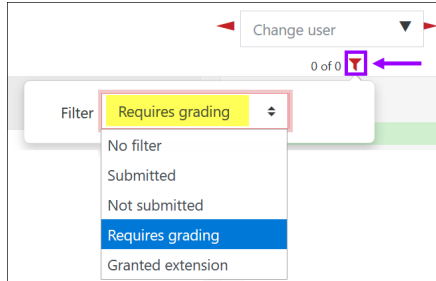 Change user
0 of 0
Filter
Requires grading
No filter
Submitted
Not submitted
Requires grading
Granted extension